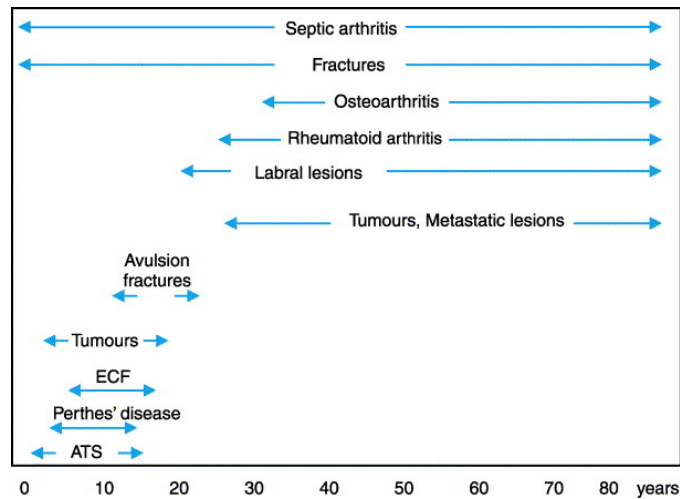 Septic arthritis
Fractures
Osteoarthritis
Rheumatoid arthritis
Labral lesions
Tumours, Metastatic lesions
Avulsion
fractures
Tumours
ECF
Perthes' disease
ATS
0 10 20 30 40 50 60 70 80 years